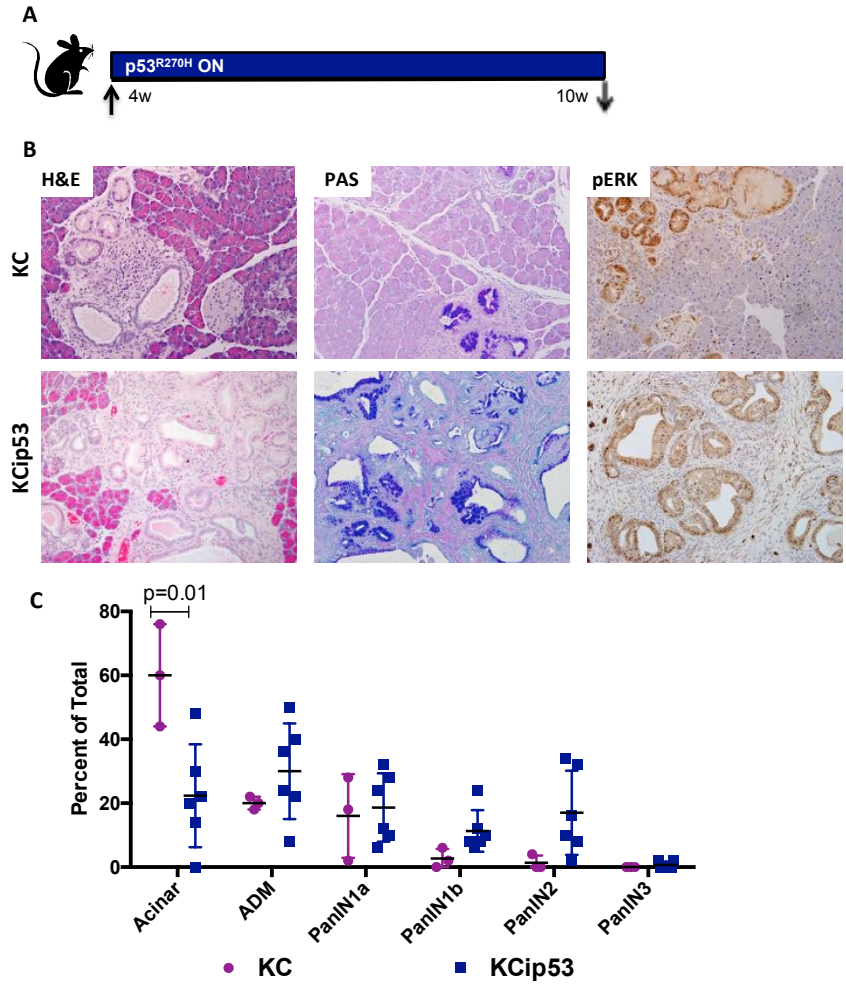 A
p53R270H ON
4w
10w
B
H&E
PAS
pERK
KC
KCip53
C
p=0.01
80
60
40
20
0
Percent of Total
Acinar
ADM
PanIN1a
PanIN1b
PanIN2
PanIN3
KC
KCip53